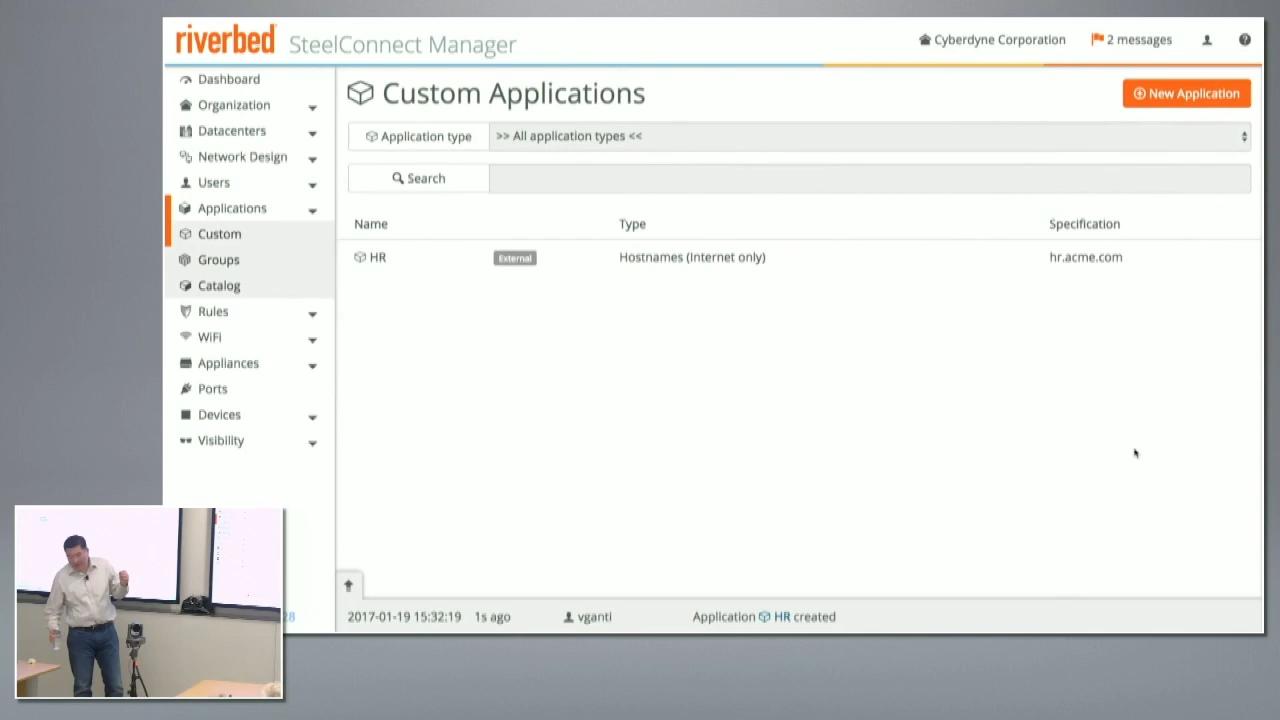 riverbed SteelConnect Manager
Cyberdyne Corporation 2 messages
Dashboard
Organization
Datacenters
Network Design
Users
Applications
Custom
Groups
Catalog
Rules
WiFi
Appliances
Ports
Devices
Visibility
Custom Applications
New Application
Application type >> All application types <<
Search
Name Type Specification
HR External Hostnames (Internet only) hr.acme.com
28
2017-01-19 15:32:19 1s ago vganti Application HR created